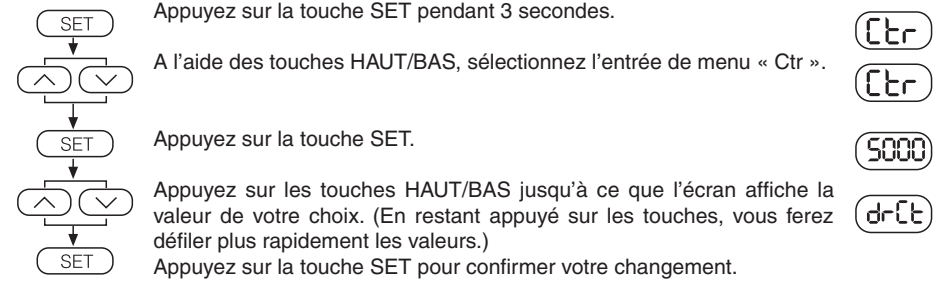 SET
Appuyez sur la touche SET pendant 3 secondes.
Ctr
A l'aide des touches HAUT/BAS, sélectionnez l'entrée de menu « Ctr ».
Ctr
SET
Appuyez sur la touche SET.
5000
Appuyez sur les touches HAUT/BAS jusqu'à ce que l'écran affiche la
valeur de votre choix. (En restant appuyé sur les touches, vous ferez
défiler plus rapidement les valeurs.)
drCt
SET
Appuyez sur la touche SET pour confirmer votre changement.